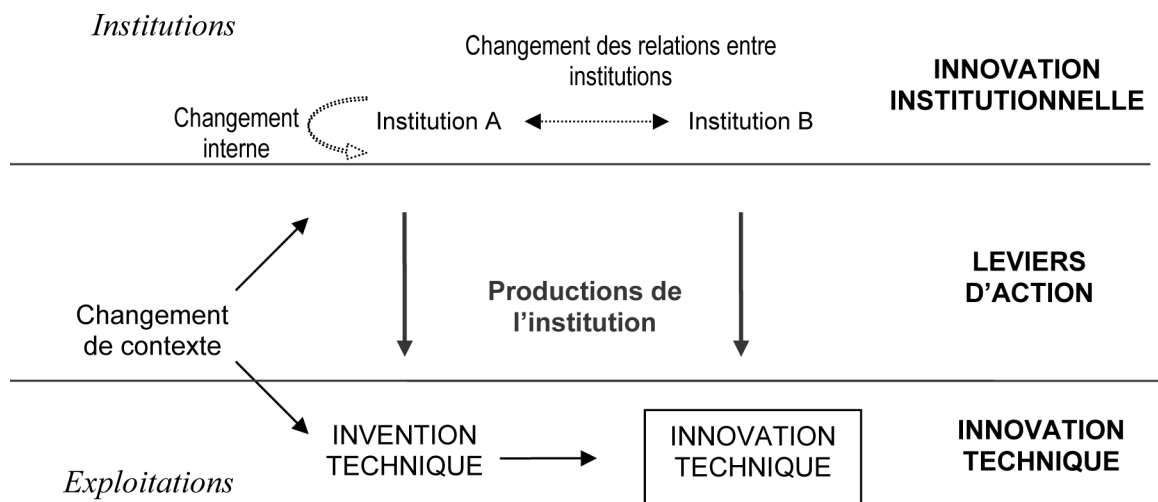 Institutions
Changement des relations entre
institutions
INNOVATION
INSTITUTIONNELLE
Changement
interne
Institution A
Institution B
LEVIERS
D’ACTION
Productions de
l’institution
Changement
de contexte
INVENTION
TECHNIQUE
INNOVATION
TECHNIQUE
INNOVATION
TECHNIQUE
Exploitations